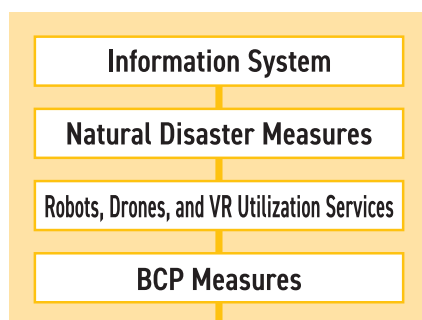 Information System
Natural Disaster Measures
Robots, Drones, and VR Utilization Services
BCP Measures